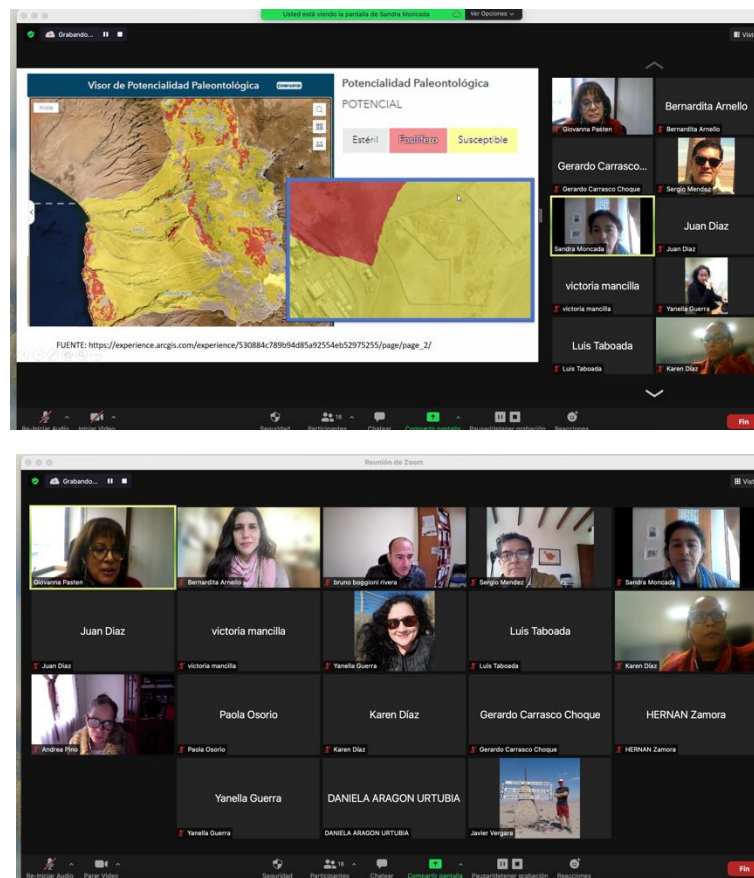 Usted está viendo la pantalla de Sandra Moncada
Ver Opciones
Grabando...
Vist
Visor de Potencialidad Paleontológica
Potencialidad Paleontológica
POTENCIAL
Estéril
Fosilífero
Susceptible
FUENTE: https://experience.arcgis.com/experience/530884c789b94d85a92554eb52975255/page/page_2/
Giovanna Pasten
Bernardita Arnello
Bernardita Arnello
Gerardo Carrasco...
Gerardo Carrasco Choque
Sergio Mendez
Sandra Moncada
Juan Diaz
Juan Diaz
victoria mancilla
victoria mancilla
Yanella Guerra
Luis Taboada
Luis Taboada
Karen Díaz
Re-Iniciar Audio
Iniciar Video
Seguridad
18
Participantes
Chatear
Compartir pantalla
Pausar/detener grabación
Reacciones
Fin
Reunión de Zoom
Grabando...
Vist
Giovanna Pasten
Bernardita Arnello
bruno boggioni rivera
Sergio Mendez
Sandra Moncada
Juan Diaz
Juan Diaz
victoria mancilla
victoria mancilla
Yanella Guerra
Luis Taboada
Luis Taboada
Karen Díaz
Andrea Pino
Paola Osorio
Paola Osorio
Karen Díaz
Karen Díaz
Gerardo Carrasco Choque
Gerardo Carrasco Choque
HERNAN Zamora
HERNAN Zamora
Yanella Guerra
Yanella Guerra
DANIELA ARAGON URTUBIA
DANIELA ARAGON URTUBIA
Javier Vergara
Re-Iniciar Audio
Parar Video
Seguridad
18
Participantes
Chatear
Compartir pantalla
Pausar/detener grabación
Reacciones
Fin